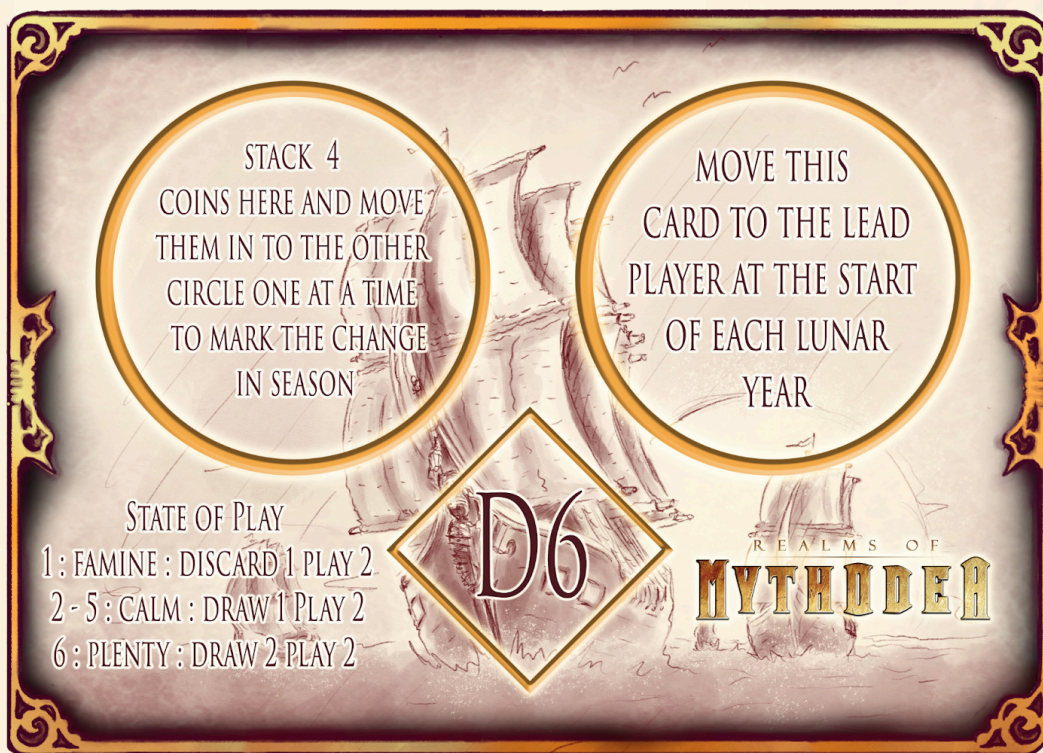 STACK 4
COINS HERE AND MOVE
THEM IN TO THE OTHER
CIRCLE ONE AT A TIME
TO MARK THE CHANGE
IN SEASON
MOVE THIS
CARD TO THE LEAD
PLAYER AT THE START
OF EACH LUNAR
YEAR
STATE OF PLAY
1 : FAMINE : DISCARD 1 PLAY 2
2 - 5 : CALM : DRAW 1 PLAY 2
6 : PLENTY : DRAW 2 PLAY 2
D6
REALMS OF
MYTHODEA